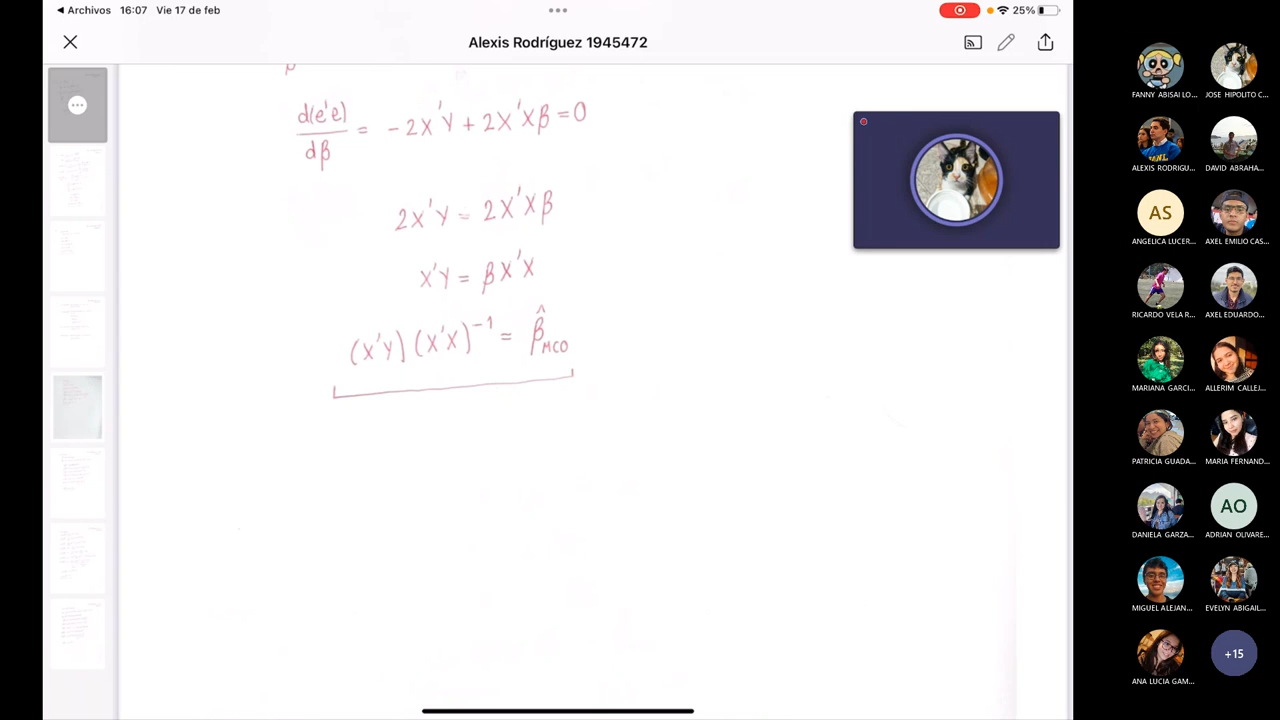 Archivos 16:07 Vie 17 de feb
25%
Alexis Rodríguez 1945472
β
d(e'e)/dβ = -2X'Y + 2X'Xβ = 0
2X'Y = 2X'Xβ
X'Y = βX'X
(X'Y)(X'X)⁻¹ = β̂MCO
FANNY ABISAI LO...
JOSE HIPOLITO C...
ALEXIS RODRIGU...
DAVID ABRAHA...
AS
ANGELICA LUCER...
AXEL EMILIO CAS...
RICARDO VELA R...
AXEL EDUARDO...
MARIANA GARCI...
ALLERIM CALLEJ...
PATRICIA GUADA...
MARIA FERNAND...
AO
DANIELA GARZA...
ADRIAN OLIVARE...
MIGUEL ALEJAN...
EVELYN ABIGAIL...
+15
ANA LUCIA GAM...